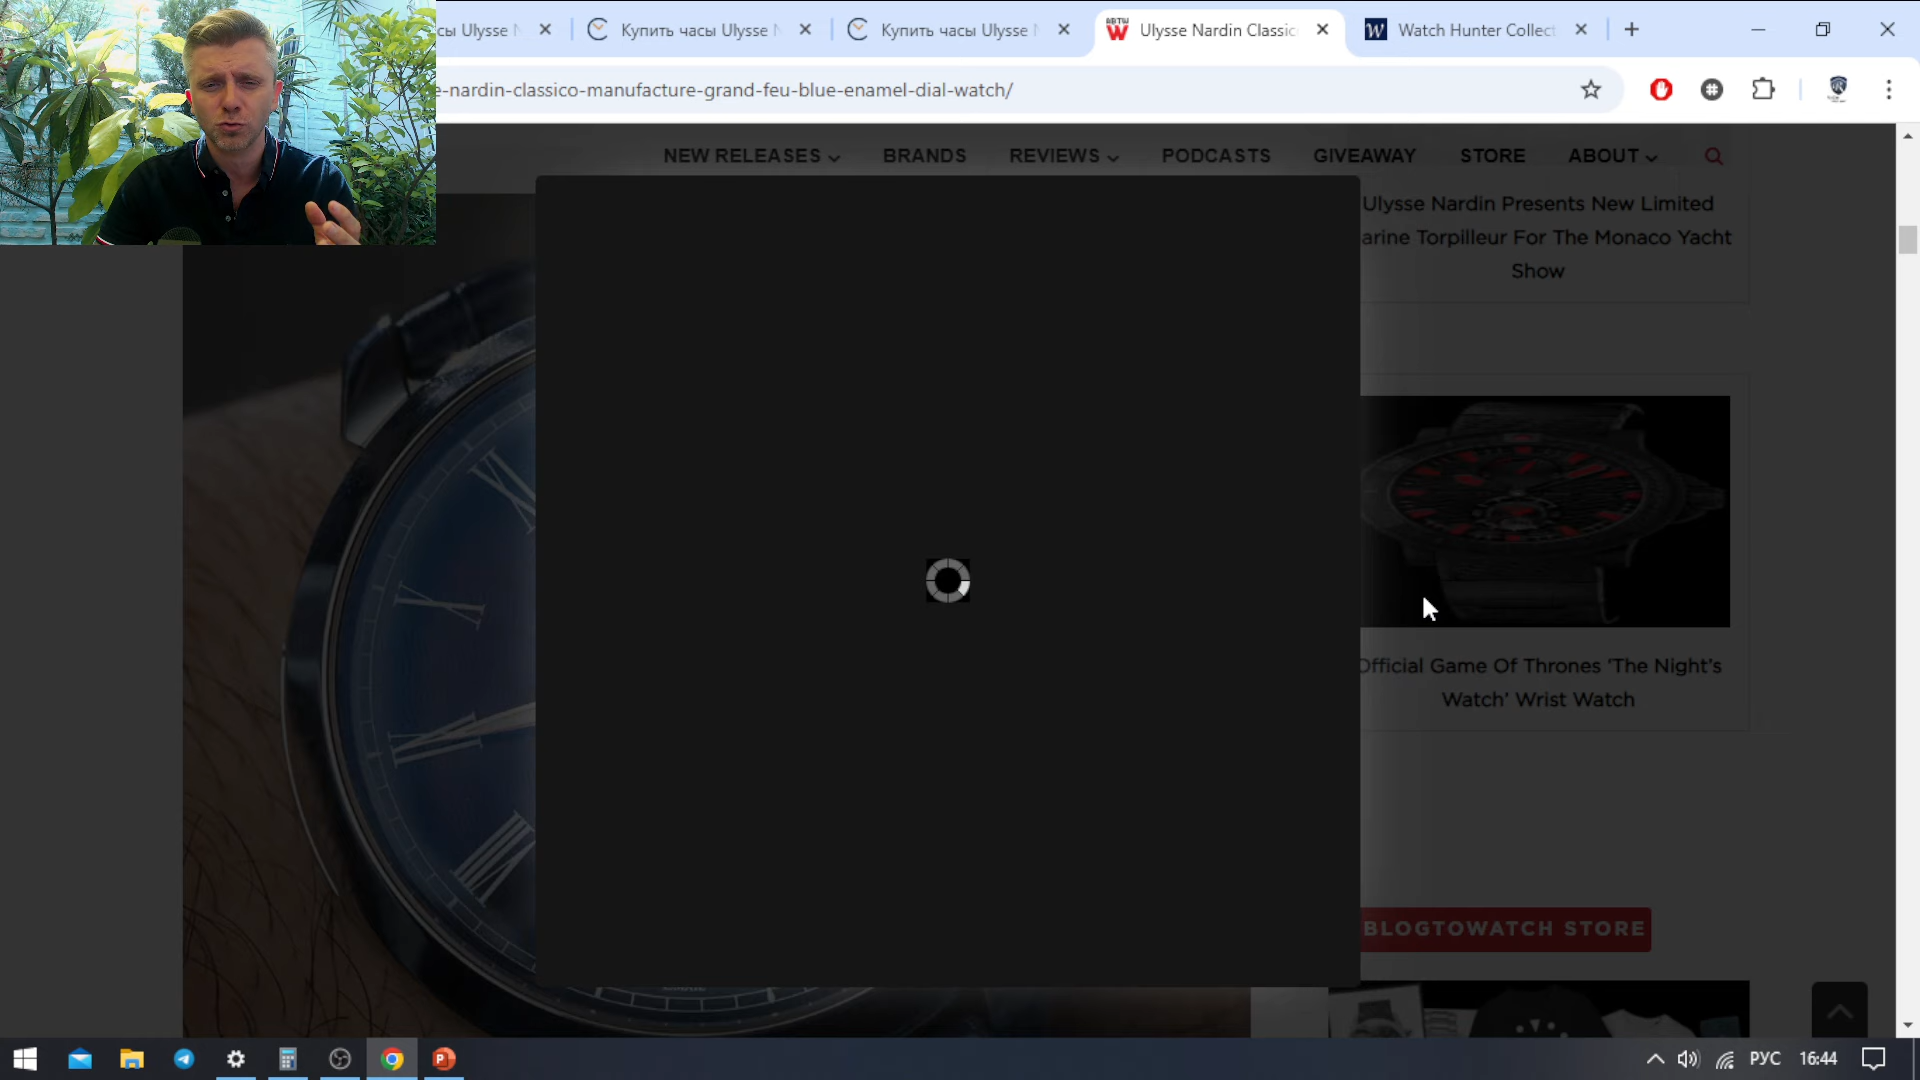 сы Ulysse N
Купить часы Ulysse N
Купить часы Ulysse N
ABTW
W
Ulysse Nardin Classic
W
Watch Hunter Collect
e-nardin-classico-manufacture-grand-feu-blue-enamel-dial-watch/
NEW RELEASES
BRANDS
REVIEWS
PODCASTS
GIVEAWAY
STORE
ABOUT
Ulysse Nardin Presents New Limited
arine Torpilleur For The Monaco Yacht
Show
Official Game Of Thrones ‘The Night’s
Watch’ Wrist Watch
BLOGTOWATCH STORE
РУС
16:44